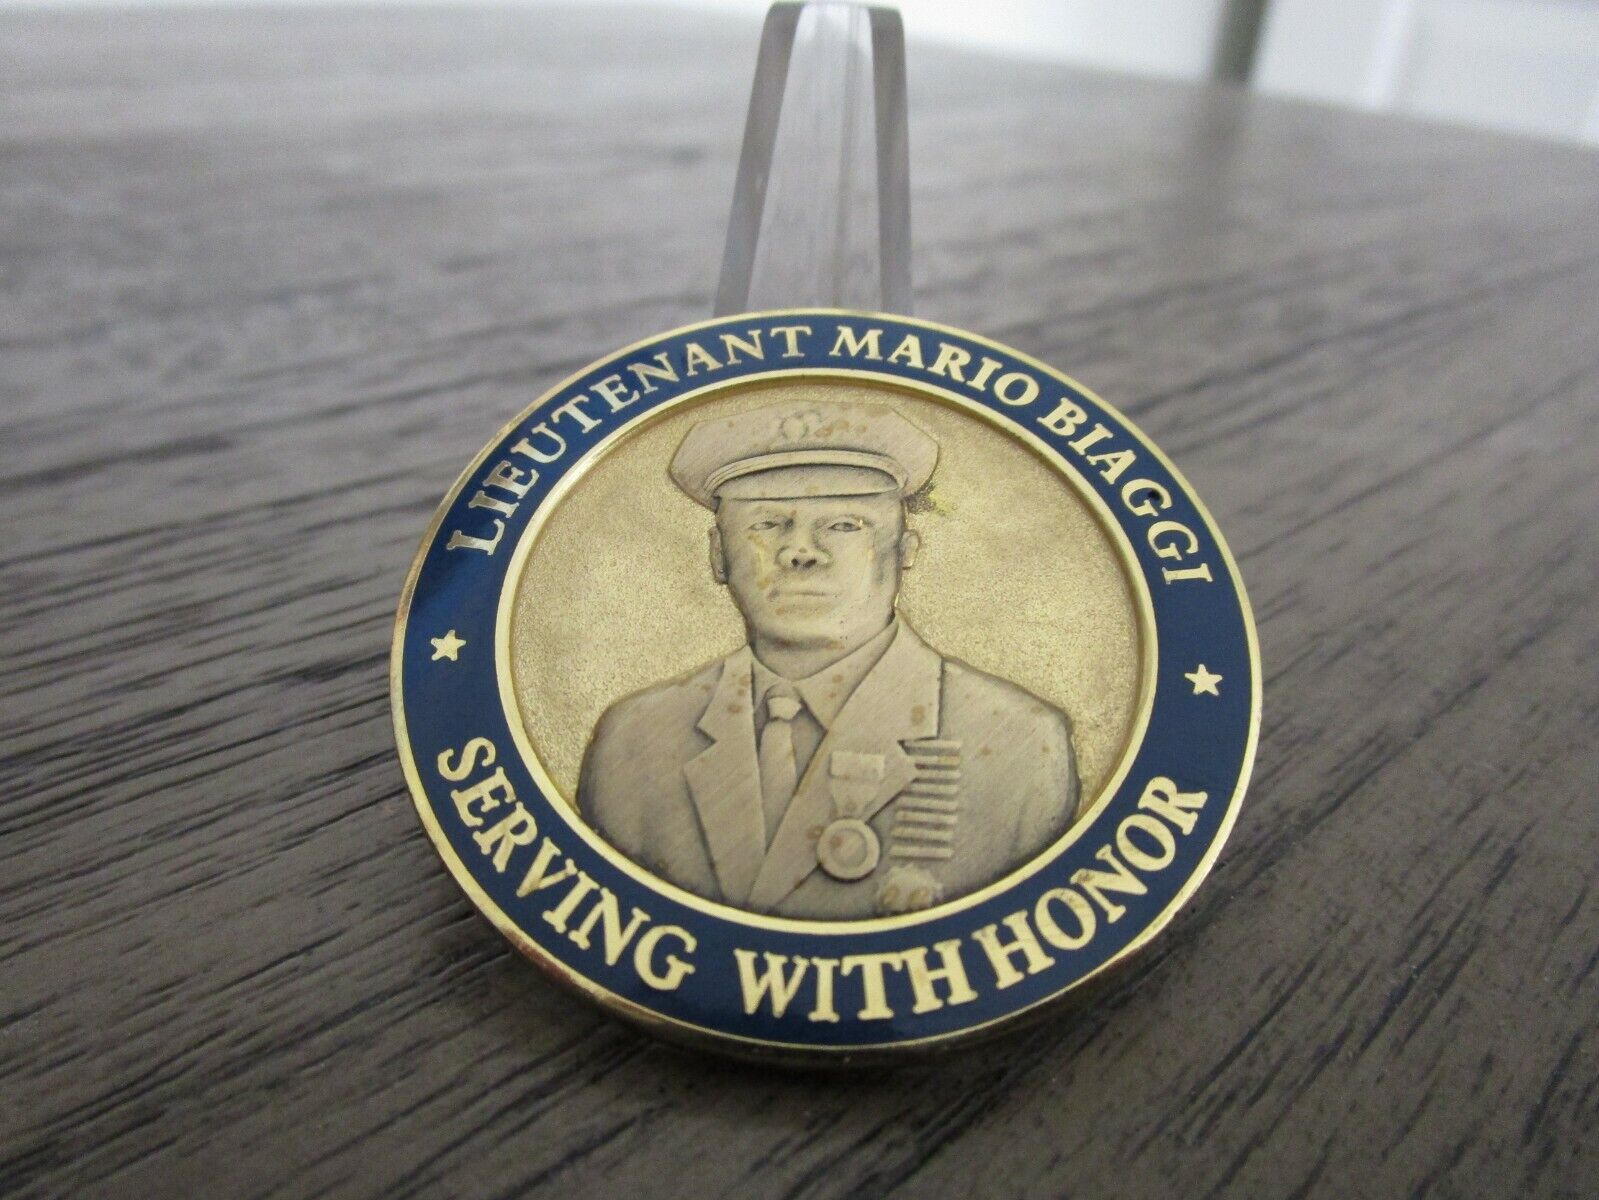 LIEUTENANT MARIO BIAGGI
SERVING WITH HONOR